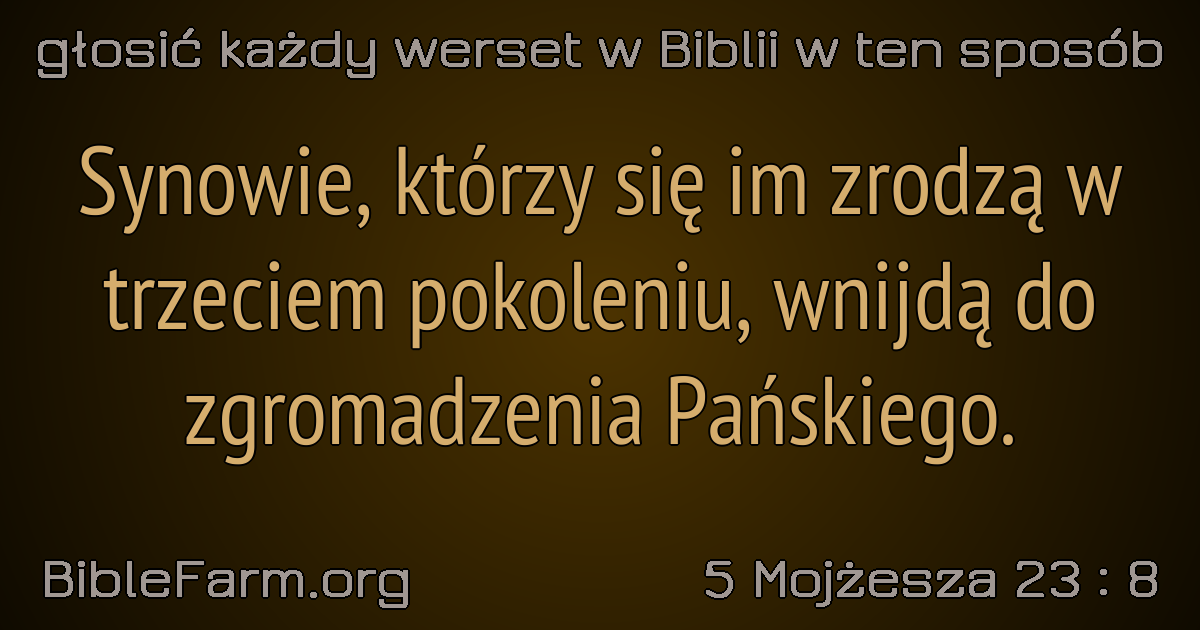 głosić każdy werset w Biblii w ten sposób
Synowie, którzy się im zrodzą w
trzeciem pokoleniu, wnijdą do
zgromadzenia Pańskiego.
BibleFarm.org
5 Mojżesza 23 : 8